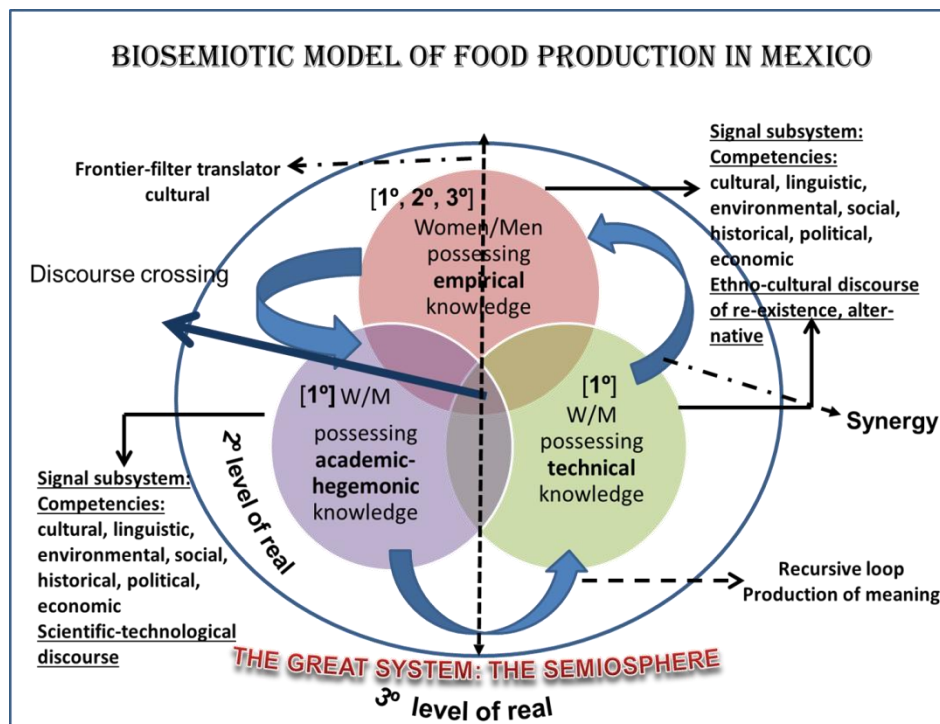 BIOSEMIOTIC MODEL OF FOOD PRODUCTION IN MEXICO
Frontier-filter translator
cultural
Discourse crossing
[1º, 2º, 3º]
Women/Men
possessing
empirical
knowledge
Signal subsystem:
Competencies:
cultural, linguistic,
environmental, social,
historical, political,
economic
Ethno-cultural discourse
of re-existence, alter-
native
[1º] W/M
possessing
academic-
hegemonic
knowledge
[1º]
W/M
possessing
technical
knowledge
Synergy
Signal subsystem:
Competencies:
cultural, linguistic,
environmental, social,
historical, political,
economic
Scientific-technological
discourse
2º level of real
Recursive loop
Production of meaning
THE GREAT SYSTEM: THE SEMIOSPHERE
3º level of real